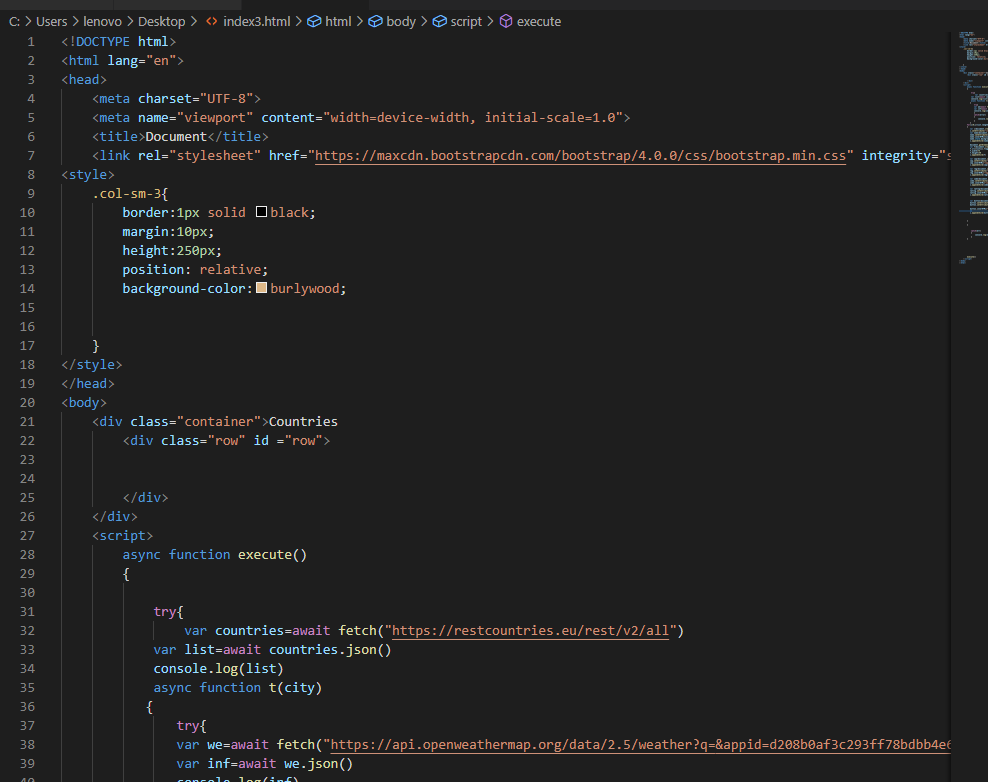 C: > Users > lenovo > Desktop > <> index3.html > html > body > script > execute
1 <!DOCTYPE html>
2 <html lang="en">
3 <head>
4 <meta charset="UTF-8">
5 <meta name="viewport" content="width=device-width, initial-scale=1.0">
6 <title>Document</title>
7 <link rel="stylesheet" href="https://maxcdn.bootstrapcdn.com/bootstrap/4.0.0/css/bootstrap.min.css" integrity="s
8 <style>
9 .col-sm-3{
10 border:1px solid black;
11 margin:10px;
12 height:250px;
13 position: relative;
14 background-color:burlywood;
15
16
17 }
18 </style>
19 </head>
20 <body>
21 <div class="container">Countries
22 <div class="row" id ="row">
23
24
25 </div>
26 </div>
27 <script>
28 async function execute()
29 {
30
31 try{
32 var countries=await fetch("https://restcountries.eu/rest/v2/all")
33 var list=await countries.json()
34 console.log(list)
35 async function t(city)
36 {
37 try{
38 var we=await fetch("https://api.openweathermap.org/data/2.5/weather?q=&appid=d208b0af3c293ff78bdbb4e6
39 var inf=await we.json()
40 console.log(inf)